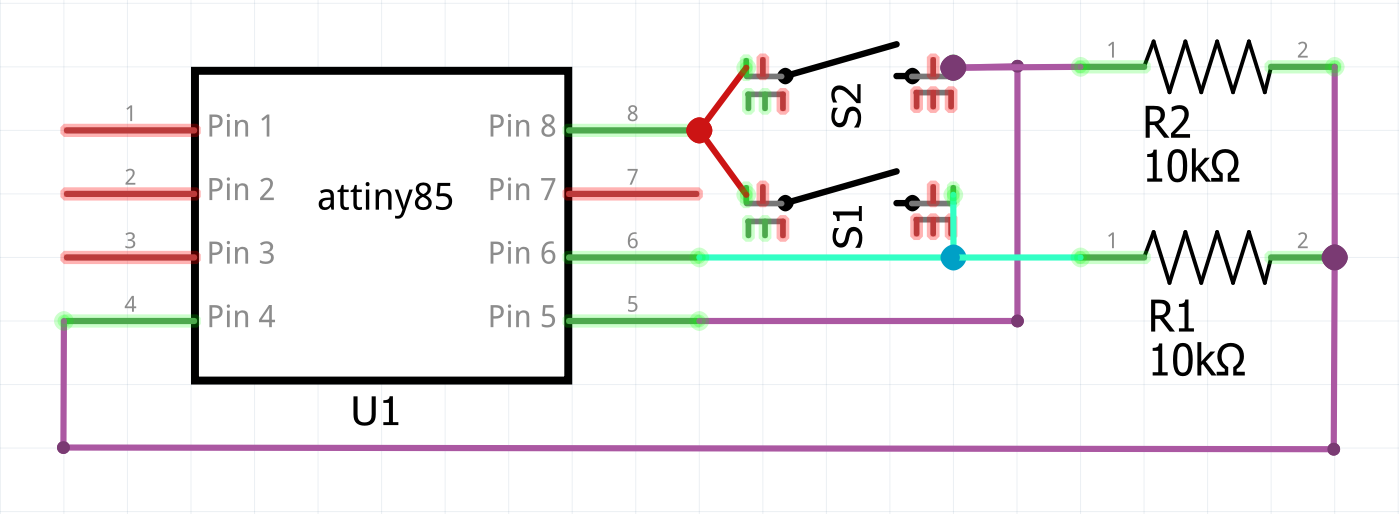 1 Pin 1
2 Pin 2
3 Pin 3
4 Pin 4
attiny85
Pin 8 8
Pin 7 7
Pin 6 6
Pin 5 5
U1
S2
S1
1 2
R2
10kΩ
1 2
R1
10kΩ